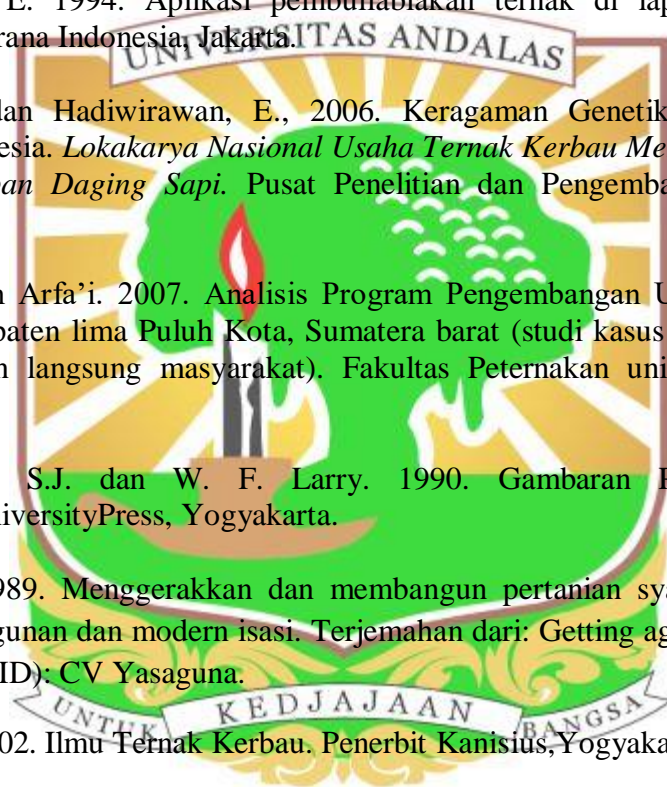 E. 1994. Aplikasi pembunabiakan ternak di lap
rana Indonesia, Jakarta.
UNIVERSITAS ANDALAS
dan Hadiwirawan, E., 2006. Keragaman Genetik
esia. Lokakarya Nasional Usaha Ternak Kerbau Me
an Daging Sapi. Pusat Penelitian dan Pengemba
n Arfa’i. 2007. Analisis Program Pengembangan U
paten lima Puluh Kota, Sumatera barat (studi kasus
n langsung masyarakat). Fakultas Peternakan uni
S.J. dan W. F. Larry. 1990. Gambaran
niversityPress, Yogyakarta.
989. Menggerakkan dan membangun pertanian sya
gunan dan modern isasi. Terjemahan dari: Getting ag
(ID): CV Yasaguna.
UNTUK KEDJAJAAN BANGSA
02. Ilmu Ternak Kerbau. Penerbit Kanisius,Yogyaka